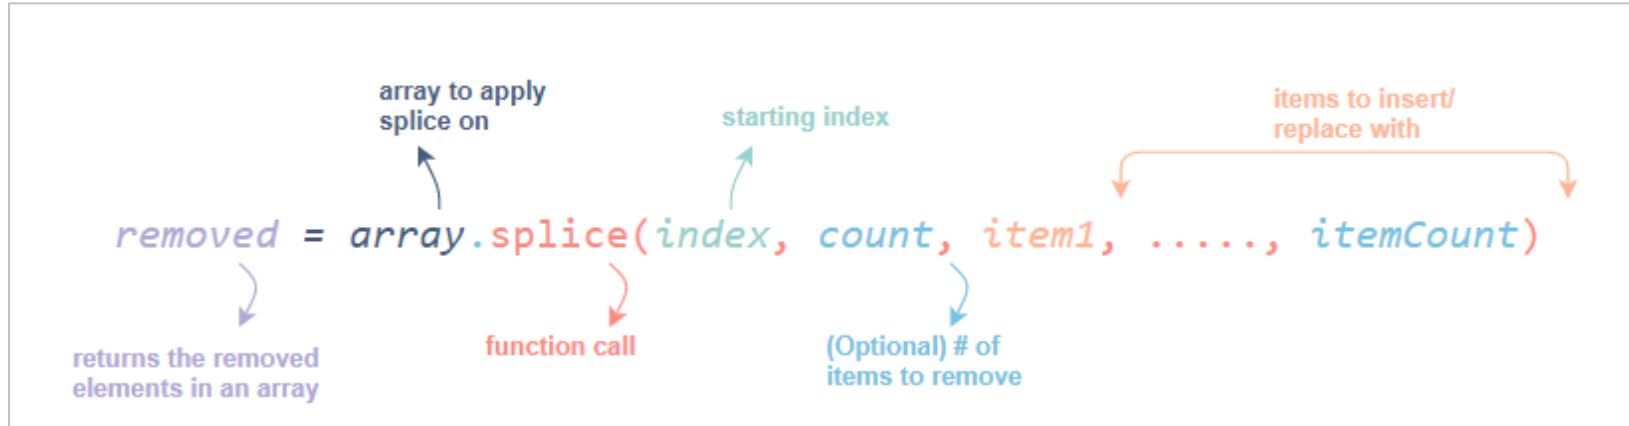 array to apply
splice on
starting index
items to insert/
replace with
removed = array.splice(index, count, item1, ....., itemCount)
returns the removed
elements in an array
function call
(Optional) # of
items to remove